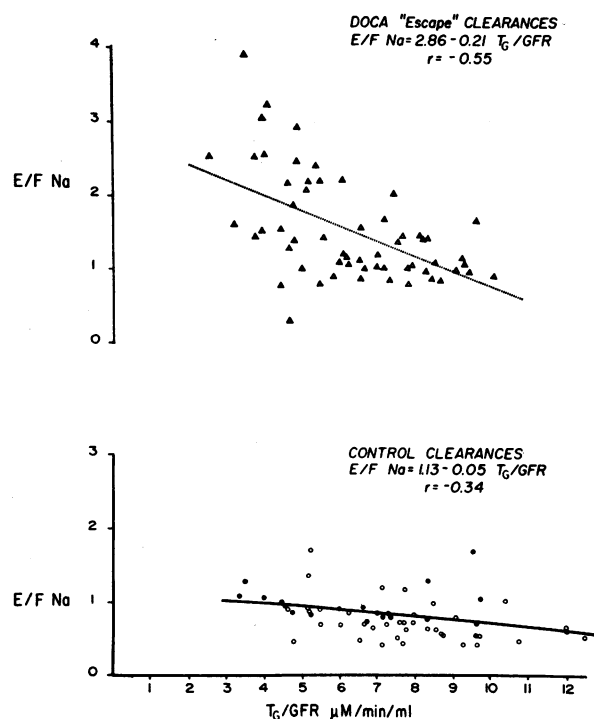 DOCA "Escape" CLEARANCES
E/F Na=2.86-0.21 TG/GFR
r= -0.55
4
3
E/F Na
2
1
0
CONTROL CLEARANCES
E/F Na=1.13-0.05 TG/GFR
r=-0.34
3
2
E/F Na
1
0
1 2 3 4 5 6 7 8 9 10 11 12
TG/GFR μM/min/ml